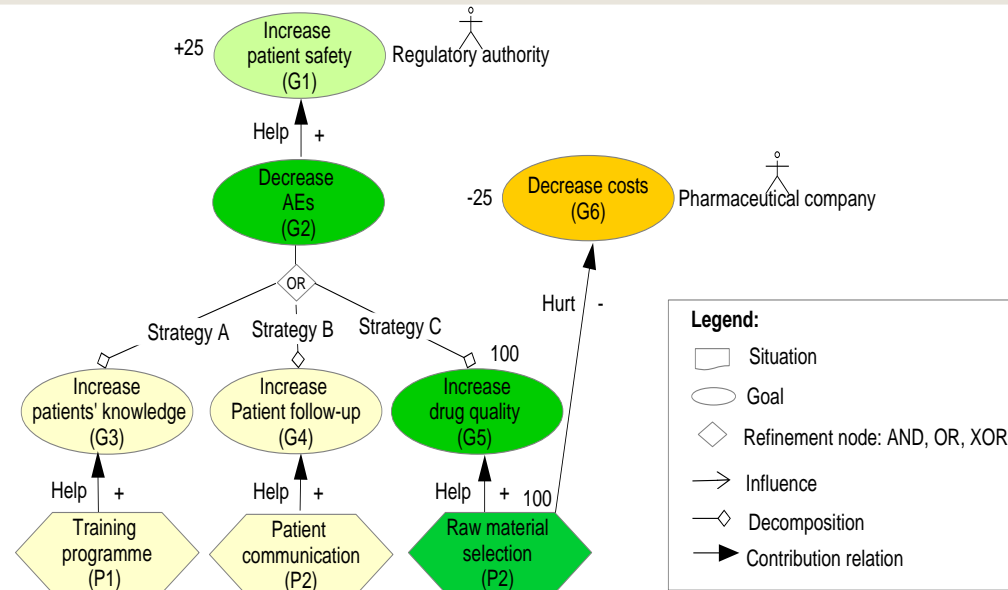 Increase
patient safety
(G1)
+25
Regulatory authority
Help +
Decrease
AEs
(G2)
Decrease costs
(G6)
-25
Pharmaceutical company
OR
Strategy A
Strategy B
Strategy C
Hurt -
100
Increase
patients' knowledge
(G3)
Increase
Patient follow-up
(G4)
Increase
drug quality
(G5)
Help +
Help +
Help +
100
Training
programme
(P1)
Patient
communication
(P2)
Raw material
selection
(P2)
Legend:
Situation
Goal
Refinement node: AND, OR, XOR
Influence
Decomposition
Contribution relation